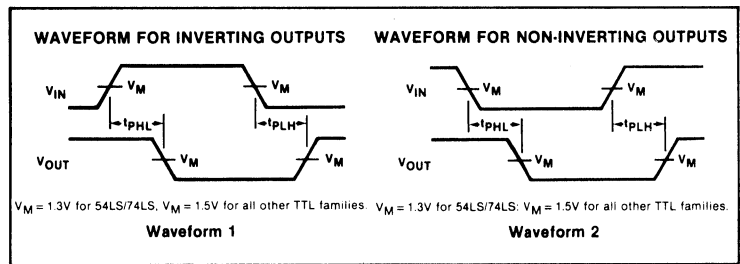 WAVEFORM FOR INVERTING OUTPUTS
VIN
VM
VM
tPHL
tPLH
VOUT
VM
VM
VM = 1.3V for 54LS/74LS, VM = 1.5V for all other TTL families.
Waveform 1
WAVEFORM FOR NON-INVERTING OUTPUTS
VIN
VM
VM
tPHL
tPLH
VOUT
VM
VM
VM = 1.3V for 54LS/74LS: VM = 1.5V for all other TTL families.
Waveform 2